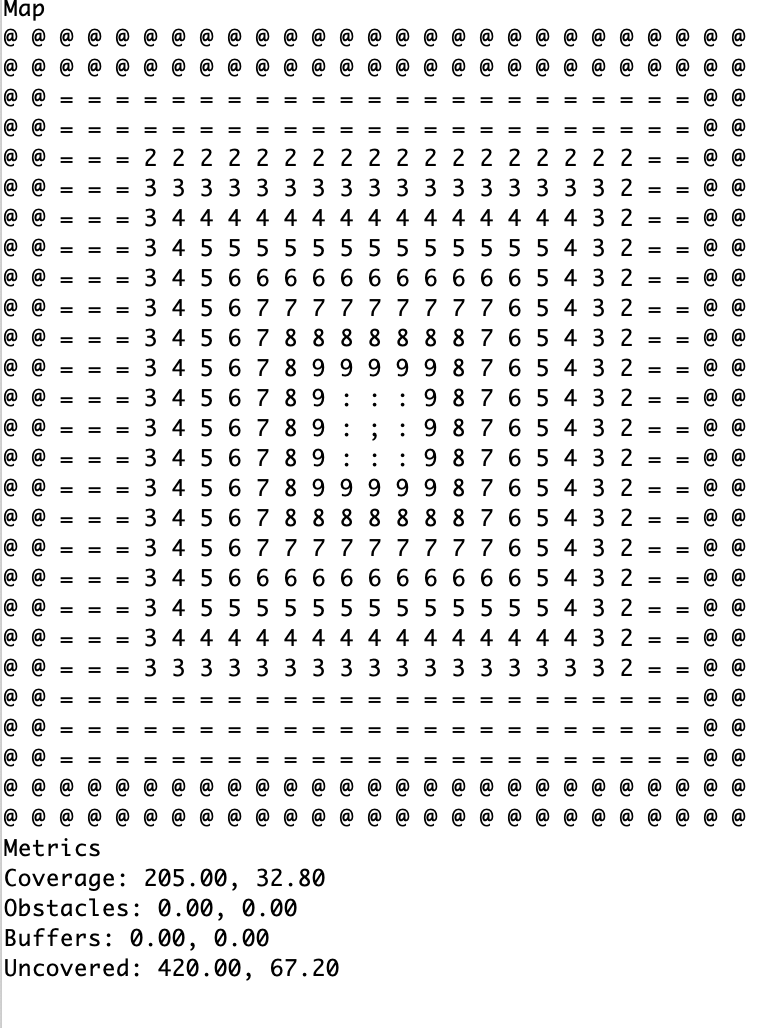 Map
@ @ @ @ @ @ @ @ @ @ @ @ @ @ @ @ @ @ @ @ @ @ @ @ @ @ @
@ @ @ @ @ @ @ @ @ @ @ @ @ @ @ @ @ @ @ @ @ @ @ @ @ @ @
@ @ = = = = = = = = = = = = = = = = = = = = = = = @ @
@ @ = = = = = = = = = = = = = = = = = = = = = = = @ @
@ @ = = = 2 2 2 2 2 2 2 2 2 2 2 2 2 2 2 2 2 2 = = @ @
@ @ = = = 3 3 3 3 3 3 3 3 3 3 3 3 3 3 3 3 3 2 = = @ @
@ @ = = = 3 4 4 4 4 4 4 4 4 4 4 4 4 4 4 4 3 2 = = @ @
@ @ = = = 3 4 5 5 5 5 5 5 5 5 5 5 5 5 5 4 3 2 = = @ @
@ @ = = = 3 4 5 6 6 6 6 6 6 6 6 6 6 6 5 4 3 2 = = @ @
@ @ = = = 3 4 5 6 7 7 7 7 7 7 7 7 7 6 5 4 3 2 = = @ @
@ @ = = = 3 4 5 6 7 8 8 8 8 8 8 8 7 6 5 4 3 2 = = @ @
@ @ = = = 3 4 5 6 7 8 9 9 9 9 9 8 7 6 5 4 3 2 = = @ @
@ @ = = = 3 4 5 6 7 8 9 : : : 9 8 7 6 5 4 3 2 = = @ @
@ @ = = = 3 4 5 6 7 8 9 : ; : 9 8 7 6 5 4 3 2 = = @ @
@ @ = = = 3 4 5 6 7 8 9 : : : 9 8 7 6 5 4 3 2 = = @ @
@ @ = = = 3 4 5 6 7 8 9 9 9 9 9 8 7 6 5 4 3 2 = = @ @
@ @ = = = 3 4 5 6 7 8 8 8 8 8 8 8 7 6 5 4 3 2 = = @ @
@ @ = = = 3 4 5 6 7 7 7 7 7 7 7 7 7 6 5 4 3 2 = = @ @
@ @ = = = 3 4 5 6 6 6 6 6 6 6 6 6 6 6 5 4 3 2 = = @ @
@ @ = = = 3 4 5 5 5 5 5 5 5 5 5 5 5 5 5 4 3 2 = = @ @
@ @ = = = 3 4 4 4 4 4 4 4 4 4 4 4 4 4 4 4 3 2 = = @ @
@ @ = = = 3 3 3 3 3 3 3 3 3 3 3 3 3 3 3 3 3 2 = = @ @
@ @ = = = = = = = = = = = = = = = = = = = = = = = @ @
@ @ = = = = = = = = = = = = = = = = = = = = = = = @ @
@ @ = = = = = = = = = = = = = = = = = = = = = = = @ @
@ @ @ @ @ @ @ @ @ @ @ @ @ @ @ @ @ @ @ @ @ @ @ @ @ @ @
@ @ @ @ @ @ @ @ @ @ @ @ @ @ @ @ @ @ @ @ @ @ @ @ @ @ @
Metrics
Coverage: 205.00, 32.80
Obstacles: 0.00, 0.00
Buffers: 0.00, 0.00
Uncovered: 420.00, 67.20